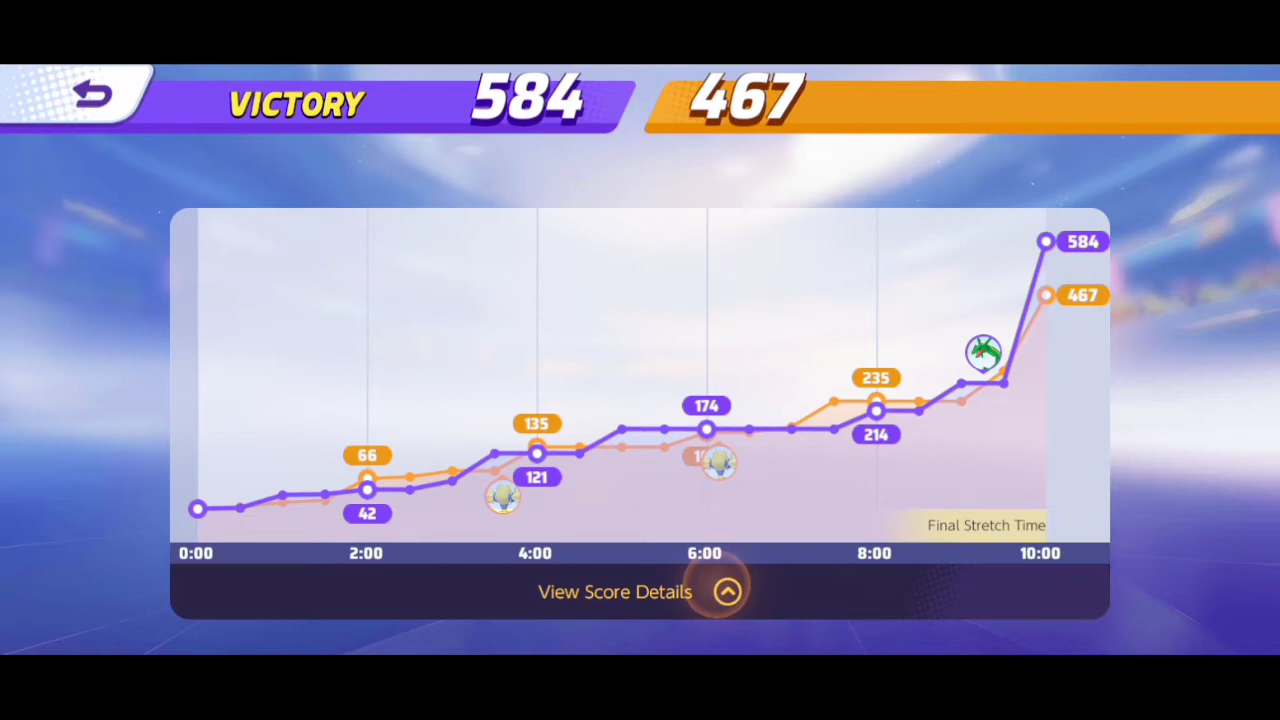 VICTORY 584 467
584
467
235
174
135
214
66
121
42
Final Stretch Time
0:00 2:00 4:00 6:00 8:00 10:00
View Score Details